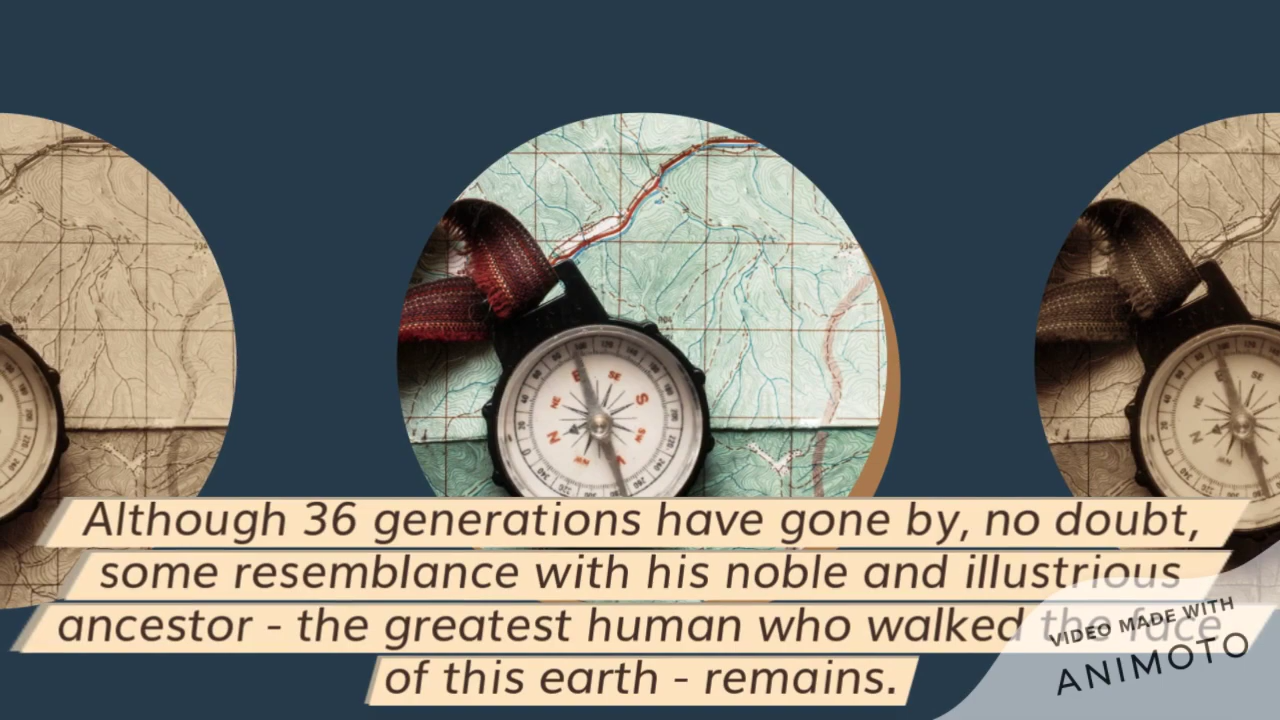 Although 36 generations have gone by, no doubt,
some resemblance with his noble and illustrious
ancestor - the greatest human who walked the face
of this earth - remains.
VIDEO MADE WITH
ANIMOTO